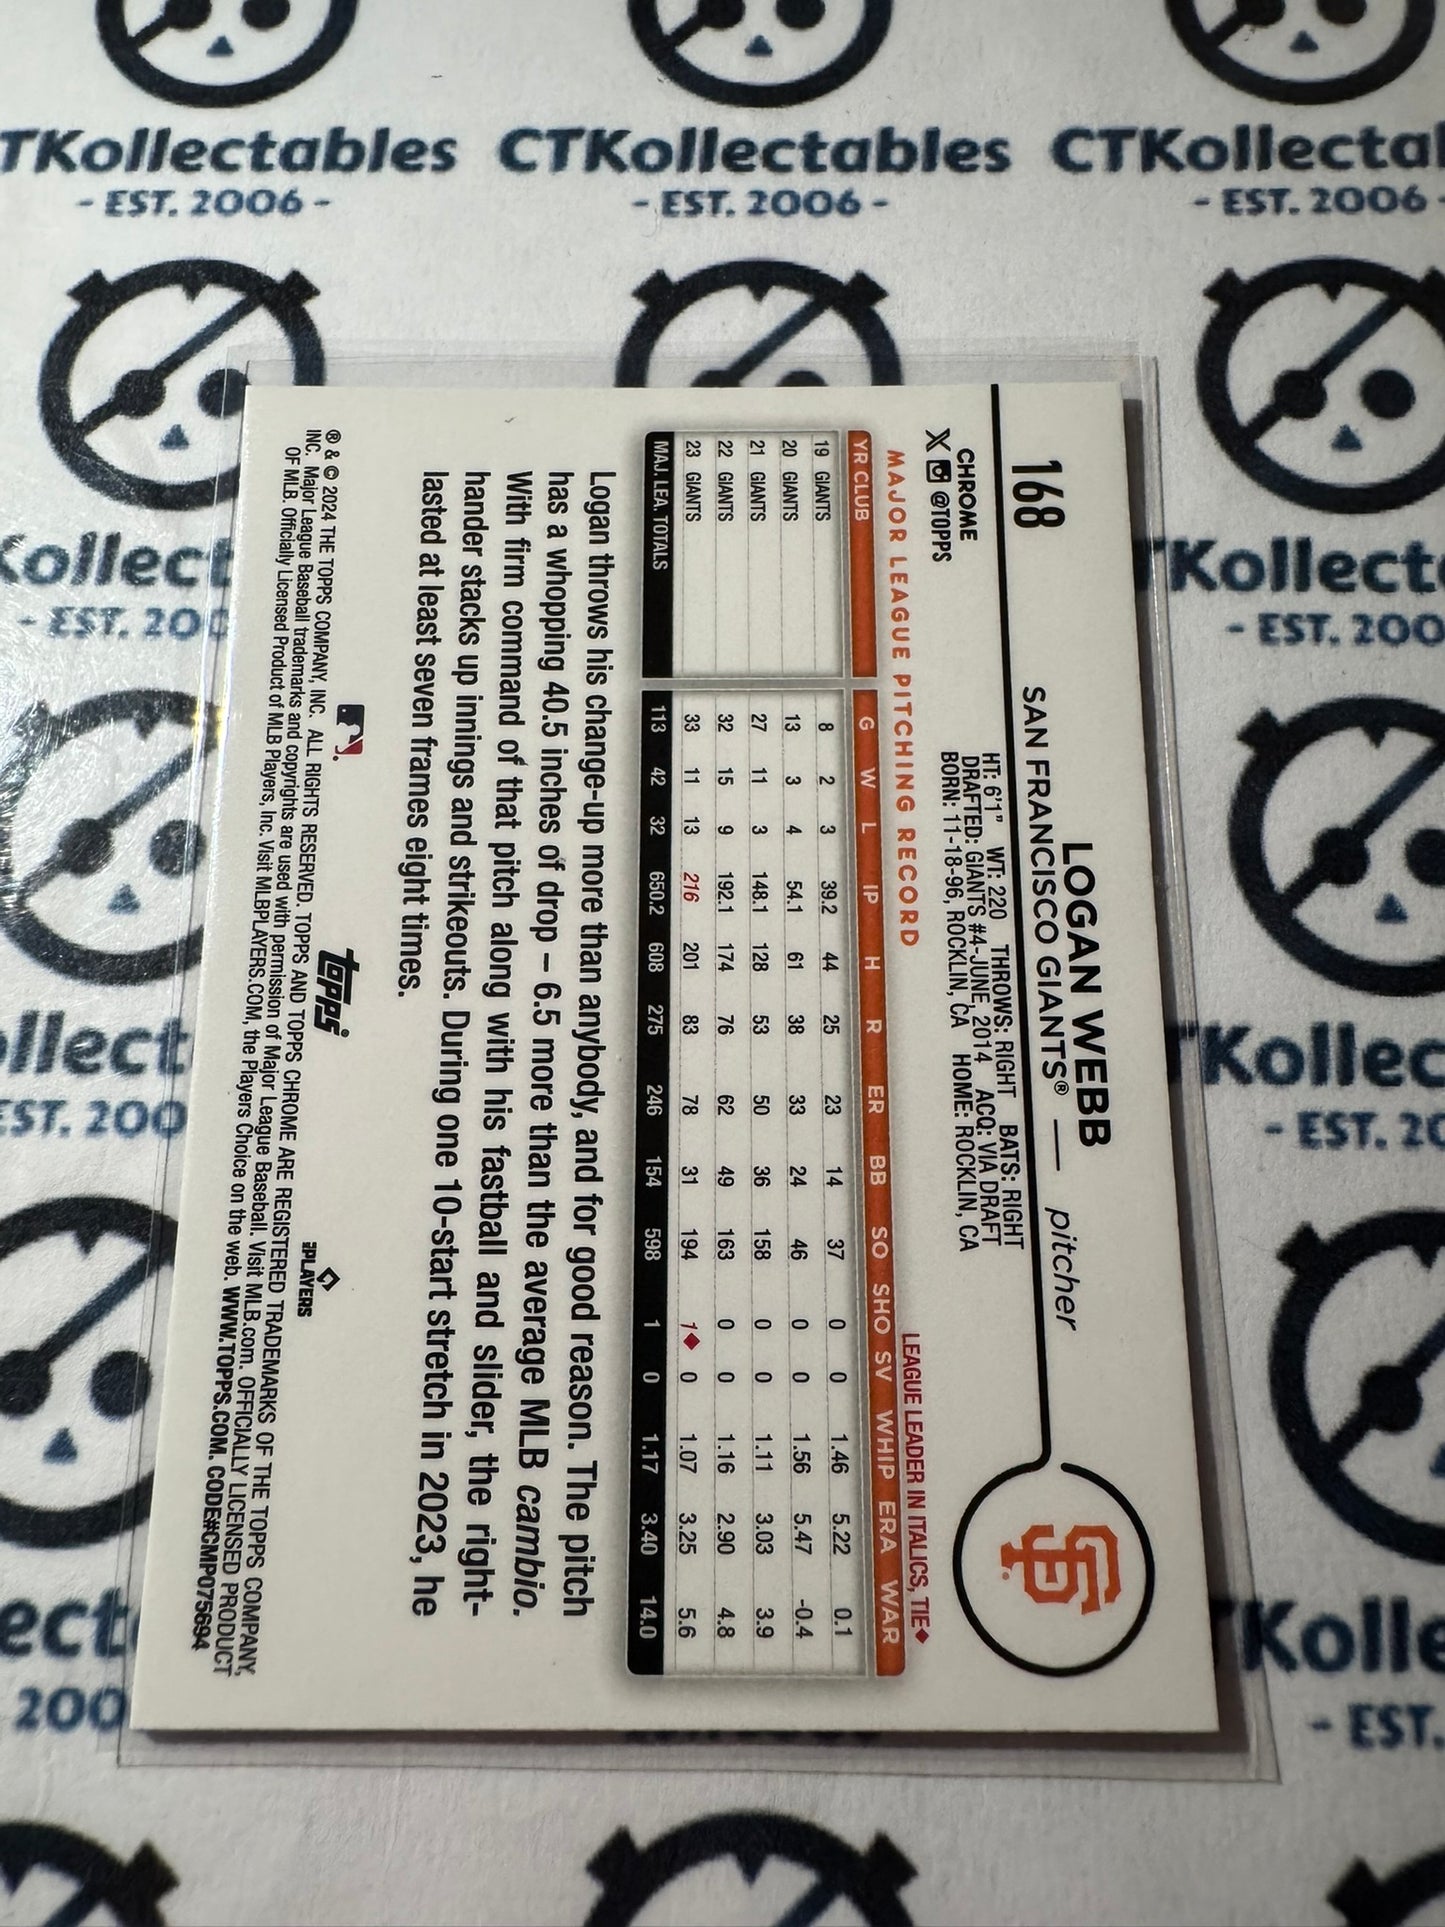 CTKollectables CTKollectables CTKollectab
- EST. 2006 - - EST. 2006 - - EST. 2006 -
168
LOGAN WEBB
SAN FRANCISCO GIANTS® — pitcher
CHROME
X @TOPPS
HT: 6'1" WT: 220 THROWS: RIGHT BATS: RIGHT
DRAFTED: GIANTS #4-JUNE, 2014 ACQ: VIA DRAFT
BORN: 11-18-96, ROCKLIN, CA HOME: ROCKLIN, CA
SF
MAJOR LEAGUE PITCHING RECORD
LEAGUE LEADER IN ITALICS, TIE♦
YR CLUB G W L IP H R ER BB SO SHO SV WHIP ERA WAR
19 GIANTS 8 2 3 39.2 44 25 23 14 37 0 0 1.46 5.22 0.1
20 GIANTS 13 3 4 54.1 61 38 33 24 46 0 0 1.56 5.47 -0.4
21 GIANTS 27 11 3 148.1 128 53 50 36 158 0 0 1.11 3.03 3.9
22 GIANTS 32 15 9 192.1 174 76 62 49 163 0 0 1.16 2.90 4.8
23 GIANTS 33 11 13 216 201 83 78 31 194 1♦ 0 1.07 3.25 5.6
MAJ. LEA. TOTALS 113 42 32 650.2 608 275 246 154 598 1 0 1.17 3.40 14.0
Logan throws his change-up more than anybody, and for good reason. The pitch
has a whopping 40.5 inches of drop – 6.5 more than the average MLB cambio.
With firm command of that pitch along with his fastball and slider, the right-
hander stacks up innings and strikeouts. During one 10-start stretch in 2023, he
lasted at least seven frames eight times.
topps
PLAYERS
® & © 2024 THE TOPPS COMPANY, INC. ALL RIGHTS RESERVED. TOPPS AND TOPPS CHROME ARE REGISTERED TRADEMARKS OF THE TOPPS COMPANY,
INC. Major League Baseball trademarks and copyrights are used with permission of Major League Baseball. Visit MLB.com. OFFICIALLY LICENSED PRODUCT
OF MLB. Officially Licensed Product of MLB Players, Inc. Visit MLBPLAYERS.COM, the Players Choice on the web. WWW.TOPPS.COM. CODE#CMP075694